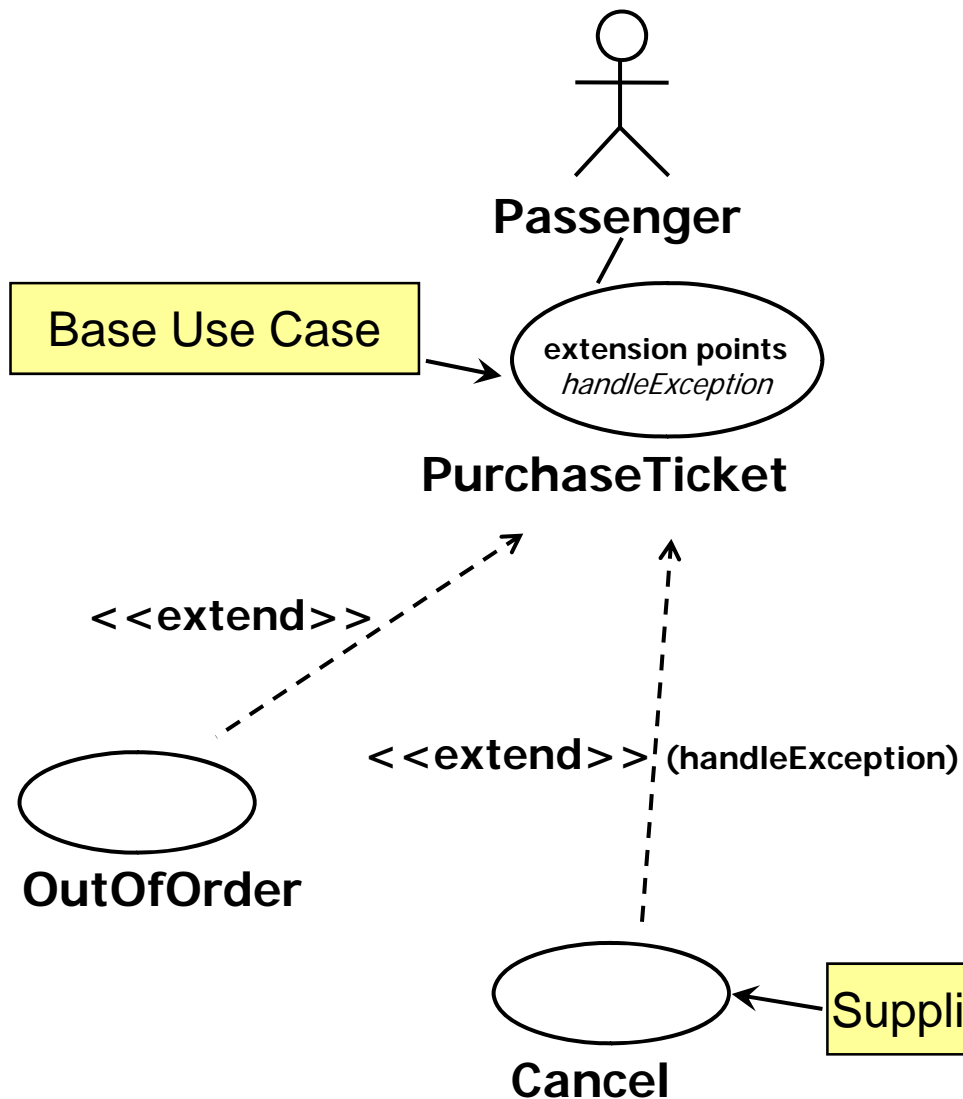 Passenger
Base Use Case
extension points
handleException
PurchaseTicket
<<extend>>
<<extend>> (handleException)
OutOfOrder
Cancel